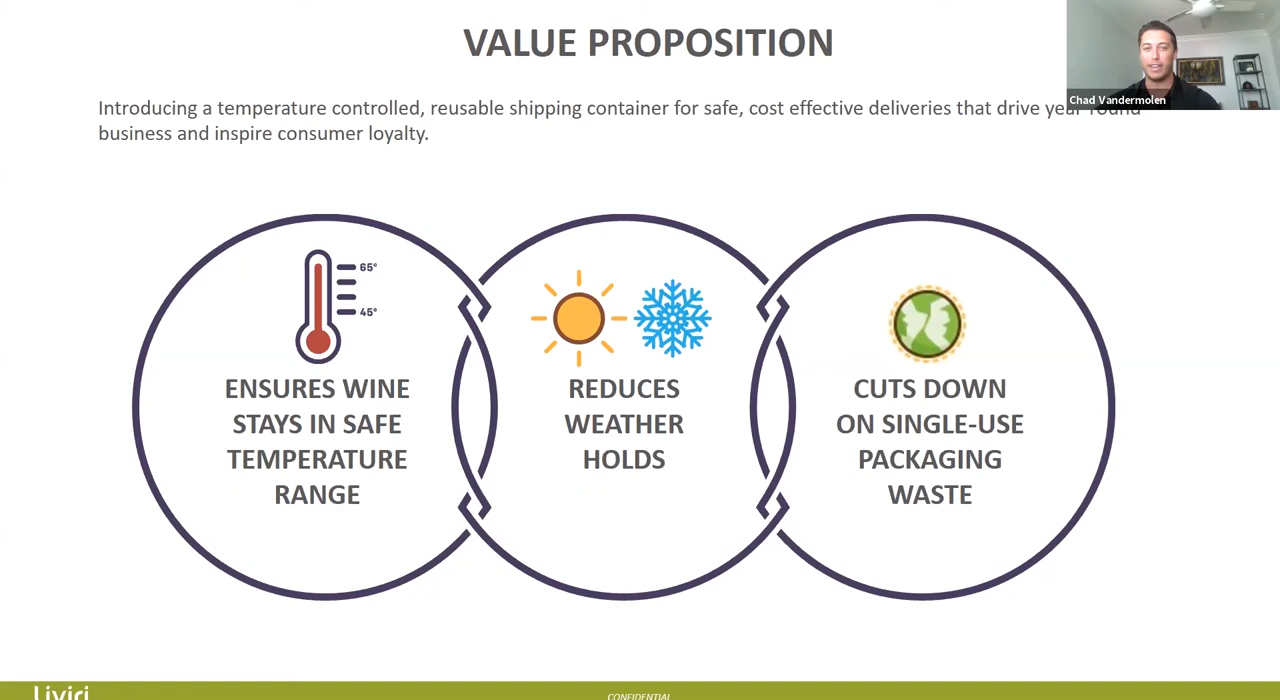 VALUE PROPOSITION
Chad Vandermolen
Introducing a temperature controlled, reusable shipping container for safe, cost effective deliveries that drive year round
business and inspire consumer loyalty.
65°
45°
ENSURES WINE
STAYS IN SAFE
TEMPERATURE
RANGE
REDUCES
WEATHER
HOLDS
CUTS DOWN
ON SINGLE-USE
PACKAGING
WASTE
Liviri
CONFIDENTIAL